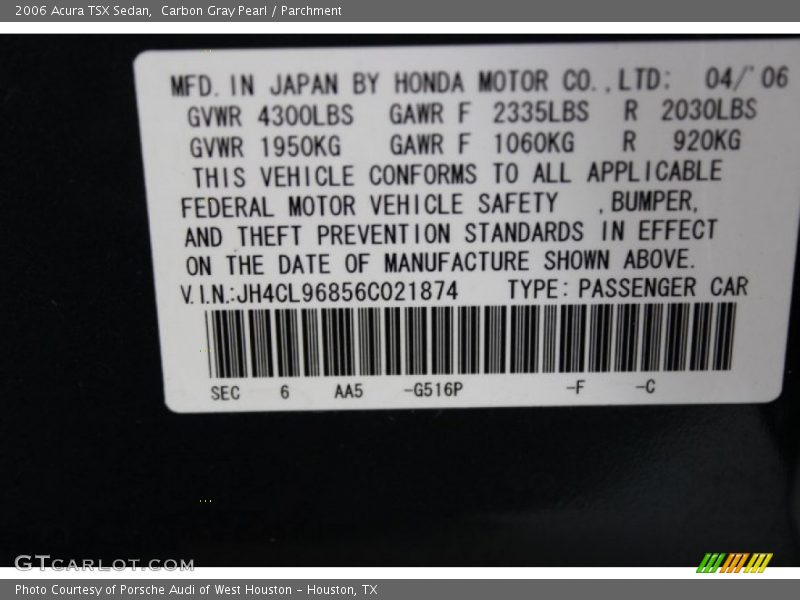 2006 Acura TSX Sedan,  Carbon Gray Pearl / Parchment
MFD. IN JAPAN BY HONDA MOTOR CO., LTD: 04/'06
GVWR 4300LBS GAWR F 2335LBS R 2030LBS
GVWR 1950KG GAWR F 1060KG R 920KG
THIS VEHICLE CONFORMS TO ALL APPLICABLE
FEDERAL MOTOR VEHICLE SAFETY ,BUMPER,
AND THEFT PREVENTION STANDARDS IN EFFECT
ON THE DATE OF MANUFACTURE SHOWN ABOVE.
V.I.N.:JH4CL96856C021874 TYPE: PASSENGER CAR
SEC 6 AA5 -G516P -F -C
GTCARLOT.COM
Photo Courtesy of Porsche Audi of West Houston - Houston, TX